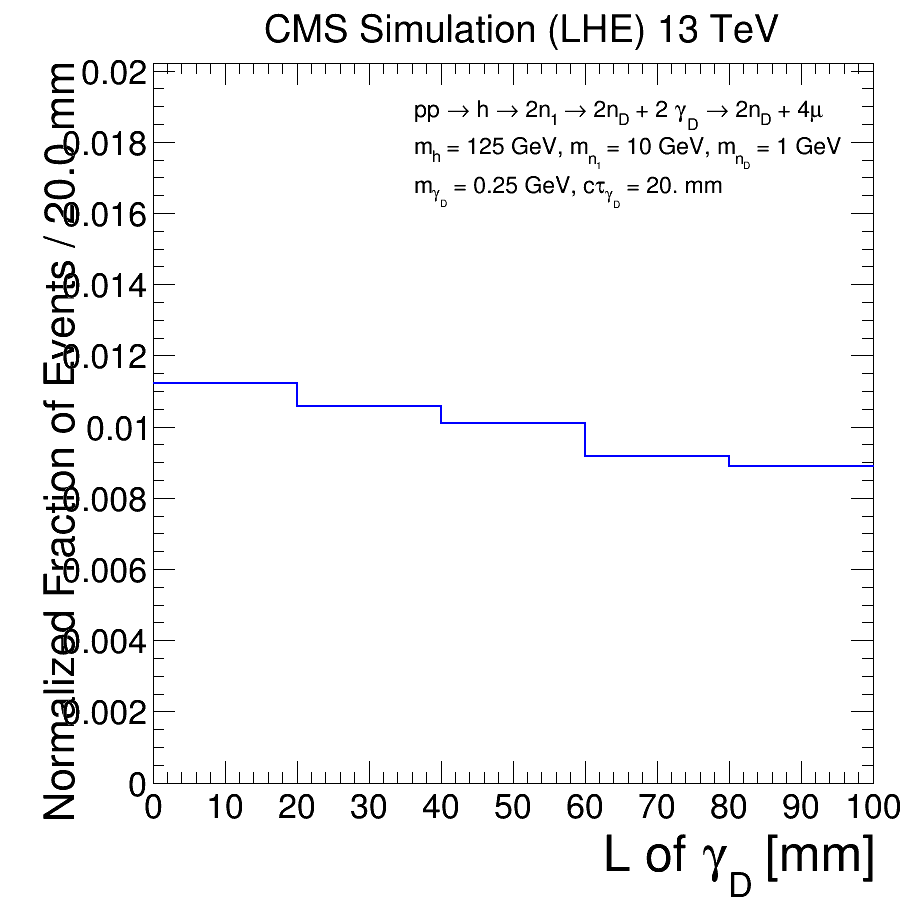 CMS Simulation (LHE) 13 TeV
pp → h → 2n₁ → 2n_D + 2 γ_D → 2n_D + 4μ
m_h = 125 GeV, m_n₁ = 10 GeV, m_n_D = 1 GeV
m_γ_D = 0.25 GeV, cτ_γ_D = 20. mm
Normalized Fraction of Events / 20.0 mm
0.02
0.018
0.016
0.014
0.012
0.01
0.008
0.006
0.004
0.002
0
0 10 20 30 40 50 60 70 80 90 100
L of γ_D [mm]